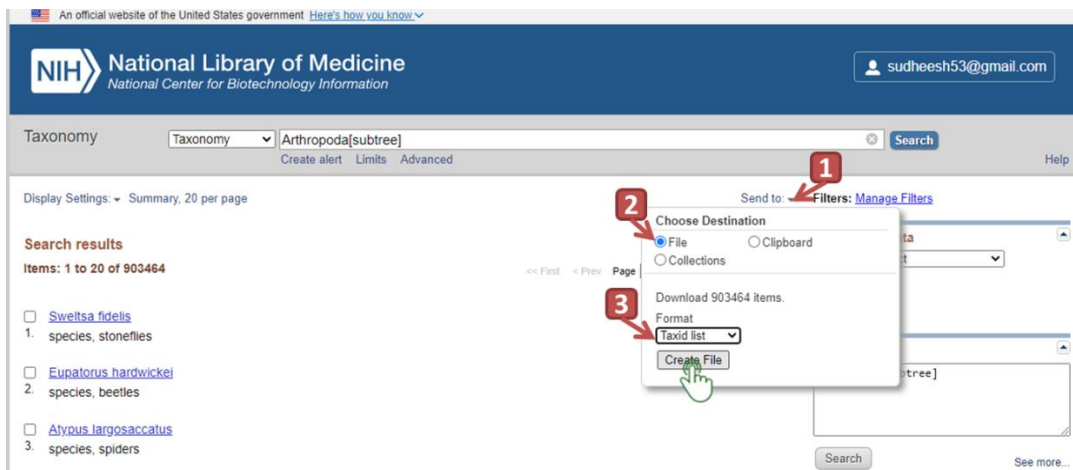 An official website of the United States government Here's how you know
NIH National Library of Medicine
National Center for Biotechnology Information
sudheesh53@gmail.com
Taxonomy Taxonomy Arthropoda[subtree] Search
Create alert Limits Advanced
Help
1
Display Settings: Summary, 20 per page
Send to: Filters: Manage Filters
2
Choose Destination
Search results
File Clipboard
Collections
Items: 1 to 20 of 903464
<< First < Prev Page
Download 903464 items.
3
Format
Taxid list
Create File
Sweltsa fidelis
1. species, stoneflies
Eupatorus hardwickei
2. species, beetles
Atypus largosaccatus
3. species, spiders
Search
See more...